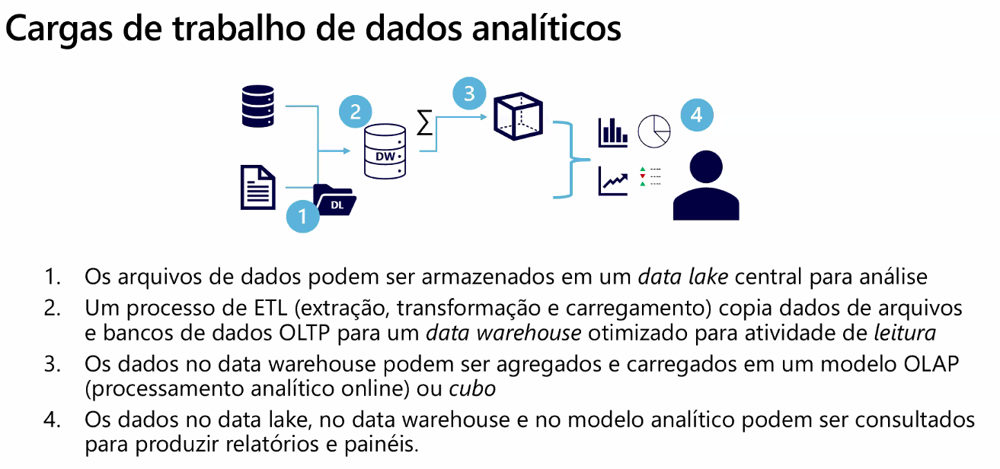 Cargas de trabalho de dados analíticos
3
2
4
∑
DW
DL
1
1. Os arquivos de dados podem ser armazenados em um data lake central para análise
2. Um processo de ETL (extração, transformação e carregamento) copia dados de arquivos
e bancos de dados OLTP para um data warehouse otimizado para atividade de leitura
3. Os dados no data warehouse podem ser agregados e carregados em um modelo OLAP
(processamento analítico online) ou cubo
4. Os dados no data lake, no data warehouse e no modelo analítico podem ser consultados
para produzir relatórios e painéis.